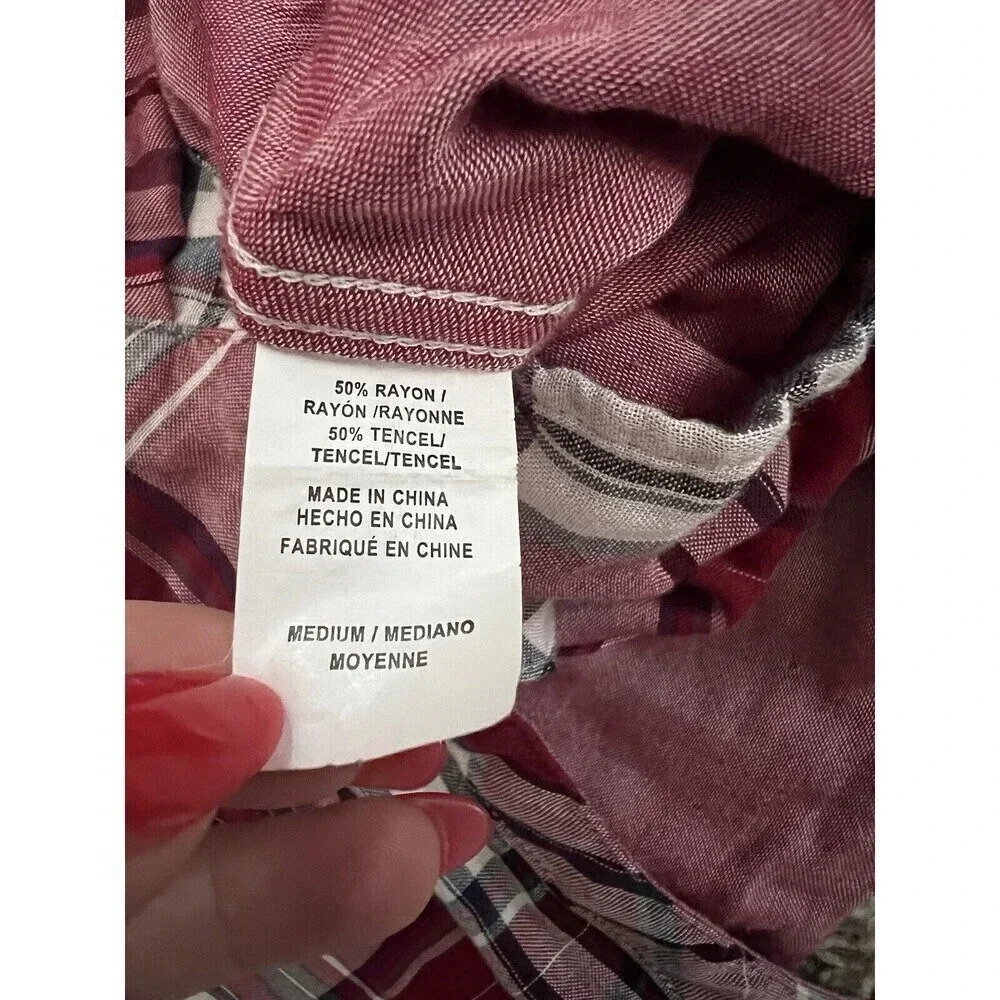 50% RAYON /
RAYÓN /RAYONNE
50% TENCEL/
TENCEL/TENCEL
MADE IN CHINA
HECHO EN CHINA
FABRIQUÉ EN CHINE
MEDIUM / MEDIANO
MOYENNE